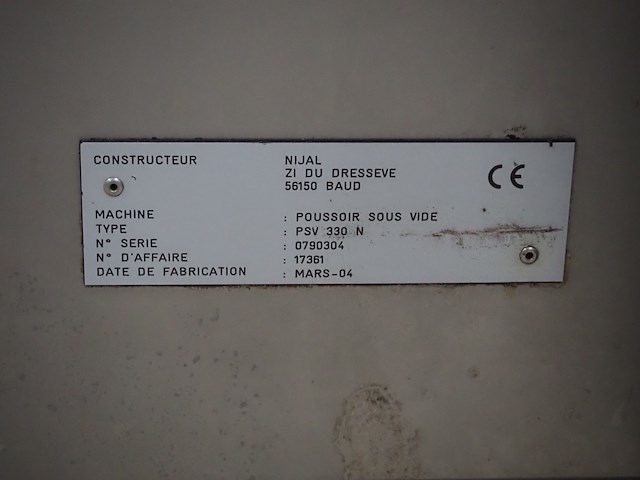 CONSTRUCTEUR NIJAL
ZI DU DRESSEVE
56150 BAUD
CE
MACHINE : POUSSOIR SOUS VIDE
TYPE : PSV 330 N
N° SERIE : 0790304
N° D'AFFAIRE : 17361
DATE DE FABRICATION : MARS-04